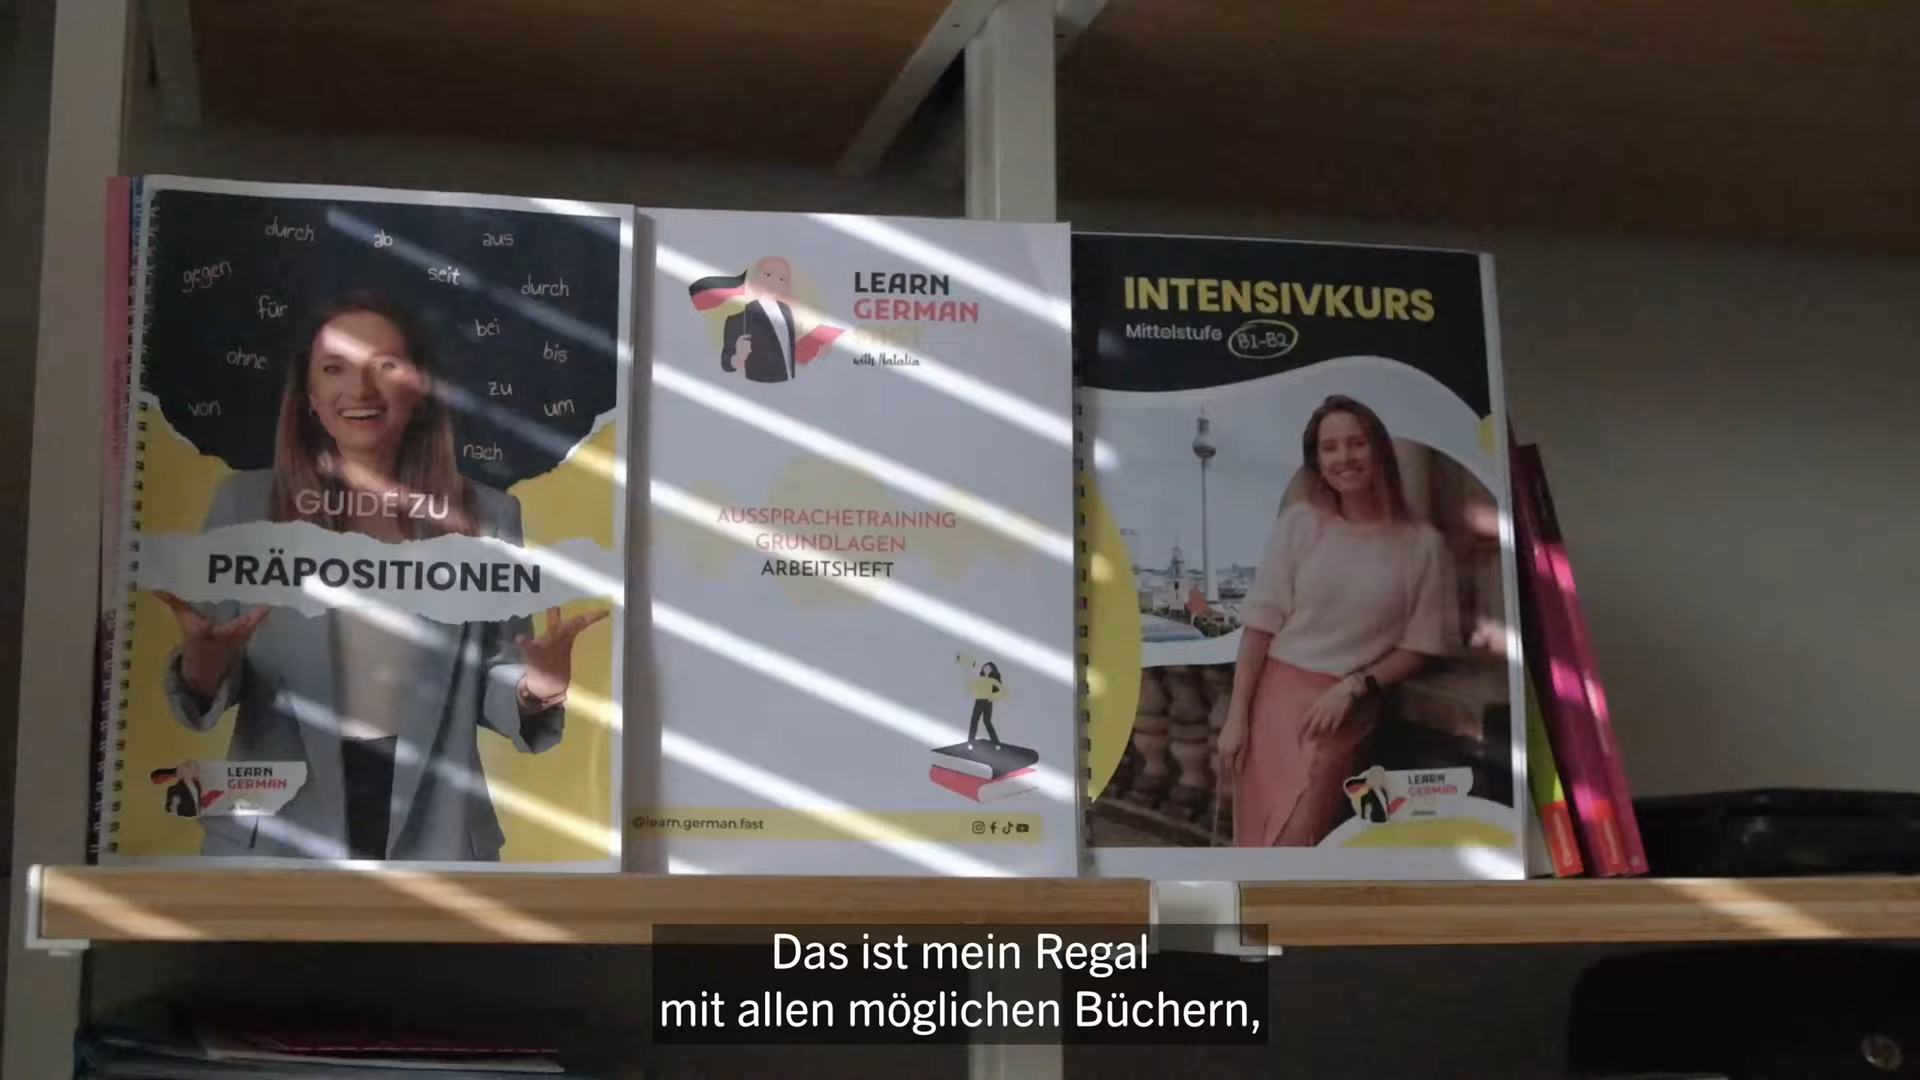 durch
ab
aus
gegen
seit
durch
für
bei
ohne
bis
zu
von
um
nach
GUIDE ZU
PRÄPOSITIONEN
LEARN
GERMAN
LEARN
GERMAN
with Natalia
AUSSPRACHETRAINING
GRUNDLAGEN
ARBEITSHEFT
@learn.german.fast
INTENSIVKURS
Mittelstufe B1-B2
LEARN
GERMAN
Das ist mein Regal
mit allen möglichen Büchern,